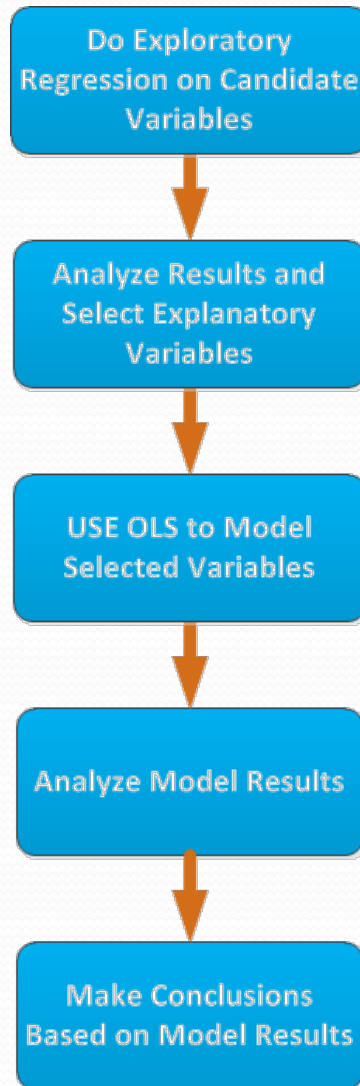 Do Exploratory
Regression on Candidate
Variables
Analyze Results and
Select Explanatory
Variables
USE OLS to Model
Selected Variables
Analyze Model Results
Make Conclusions
Based on Model Results